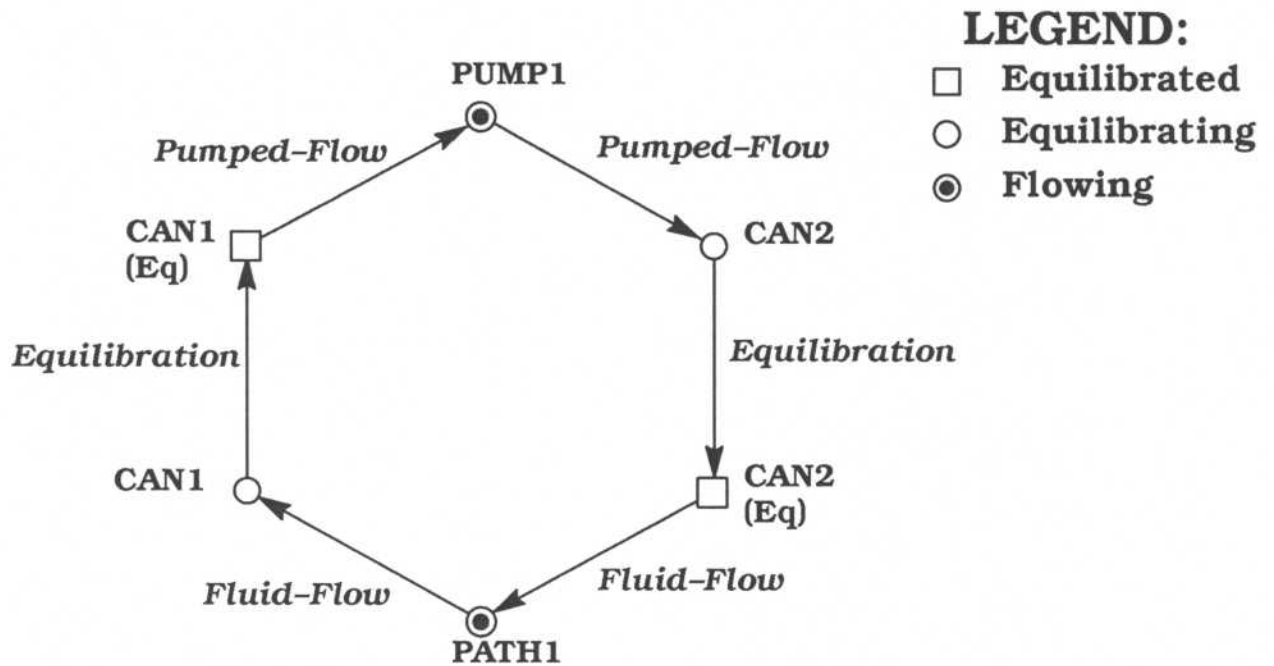 LEGEND:
Equilibrated
Equilibrating
Flowing
PUMP1
Pumped–Flow
Pumped–Flow
CAN1
(Eq)
CAN2
Equilibration
Equilibration
CAN1
CAN2
(Eq)
Fluid–Flow
Fluid–Flow
PATH1